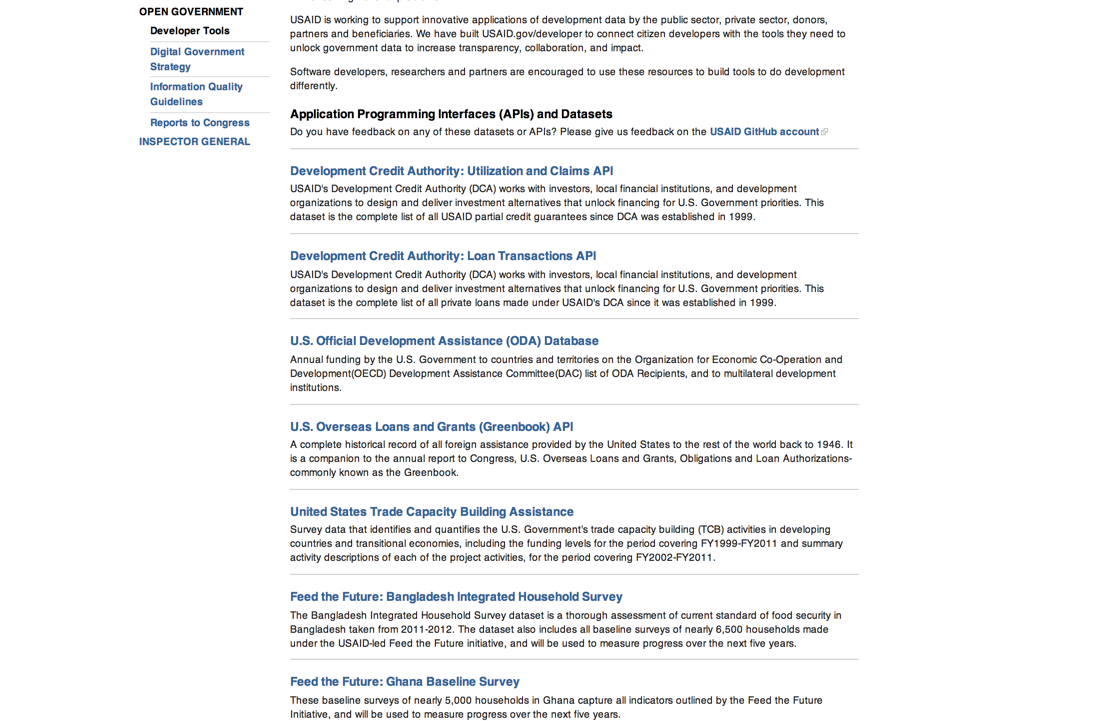 OPEN GOVERNMENT
Developer Tools
Digital Government
Strategy
Information Quality
Guidelines
Reports to Congress
INSPECTOR GENERAL
USAID is working to support innovative applications of development data by the public sector, private sector, donors,
partners and beneficiaries. We have built USAID.gov/developer to connect citizen developers with the tools they need to
unlock government data to increase transparency, collaboration, and impact.
Software developers, researchers and partners are encouraged to use these resources to build tools to do development
differently.
Application Programming Interfaces (APIs) and Datasets
Do you have feedback on any of these datasets or APIs? Please give us feedback on the USAID GitHub account
Development Credit Authority: Utilization and Claims API
USAID's Development Credit Authority (DCA) works with investors, local financial institutions, and development
organizations to design and deliver investment alternatives that unlock financing for U.S. Government priorities. This
dataset is the complete list of all USAID partial credit guarantees since DCA was established in 1999.
Development Credit Authority: Loan Transactions API
USAID's Development Credit Authority (DCA) works with investors, local financial institutions, and development
organizations to design and deliver investment alternatives that unlock financing for U.S. Government priorities. This
dataset is the complete list of all private loans made under USAID's DCA since it was established in 1999.
U.S. Official Development Assistance (ODA) Database
Annual funding by the U.S. Government to countries and territories on the Organization for Economic Co-Operation and
Development(OECD) Development Assistance Committee(DAC) list of ODA Recipients, and to multilateral development
institutions.
U.S. Overseas Loans and Grants (Greenbook) API
A complete historical record of all foreign assistance provided by the United States to the rest of the world back to 1946. It
is a companion to the annual report to Congress, U.S. Overseas Loans and Grants, Obligations and Loan Authorizations-
commonly known as the Greenbook.
United States Trade Capacity Building Assistance
Survey data that identifies and quantifies the U.S. Government's trade capacity building (TCB) activities in developing
countries and transitional economies, including the funding levels for the period covering FY1999-FY2011 and summary
activity descriptions of each of the project activities, for the period covering FY2002-FY2011.
Feed the Future: Bangladesh Integrated Household Survey
The Bangladesh Integrated Household Survey dataset is a thorough assessment of current standard of food security in
Bangladesh taken from 2011-2012. The dataset also includes all baseline surveys of nearly 6,500 households made
under the USAID-led Feed the Future initiative, and will be used to measure progress over the next five years.
Feed the Future: Ghana Baseline Survey
These baseline surveys of nearly 5,000 households in Ghana capture all indicators outlined by the Feed the Future
Initiative, and will be used to measure progress over the next five years.